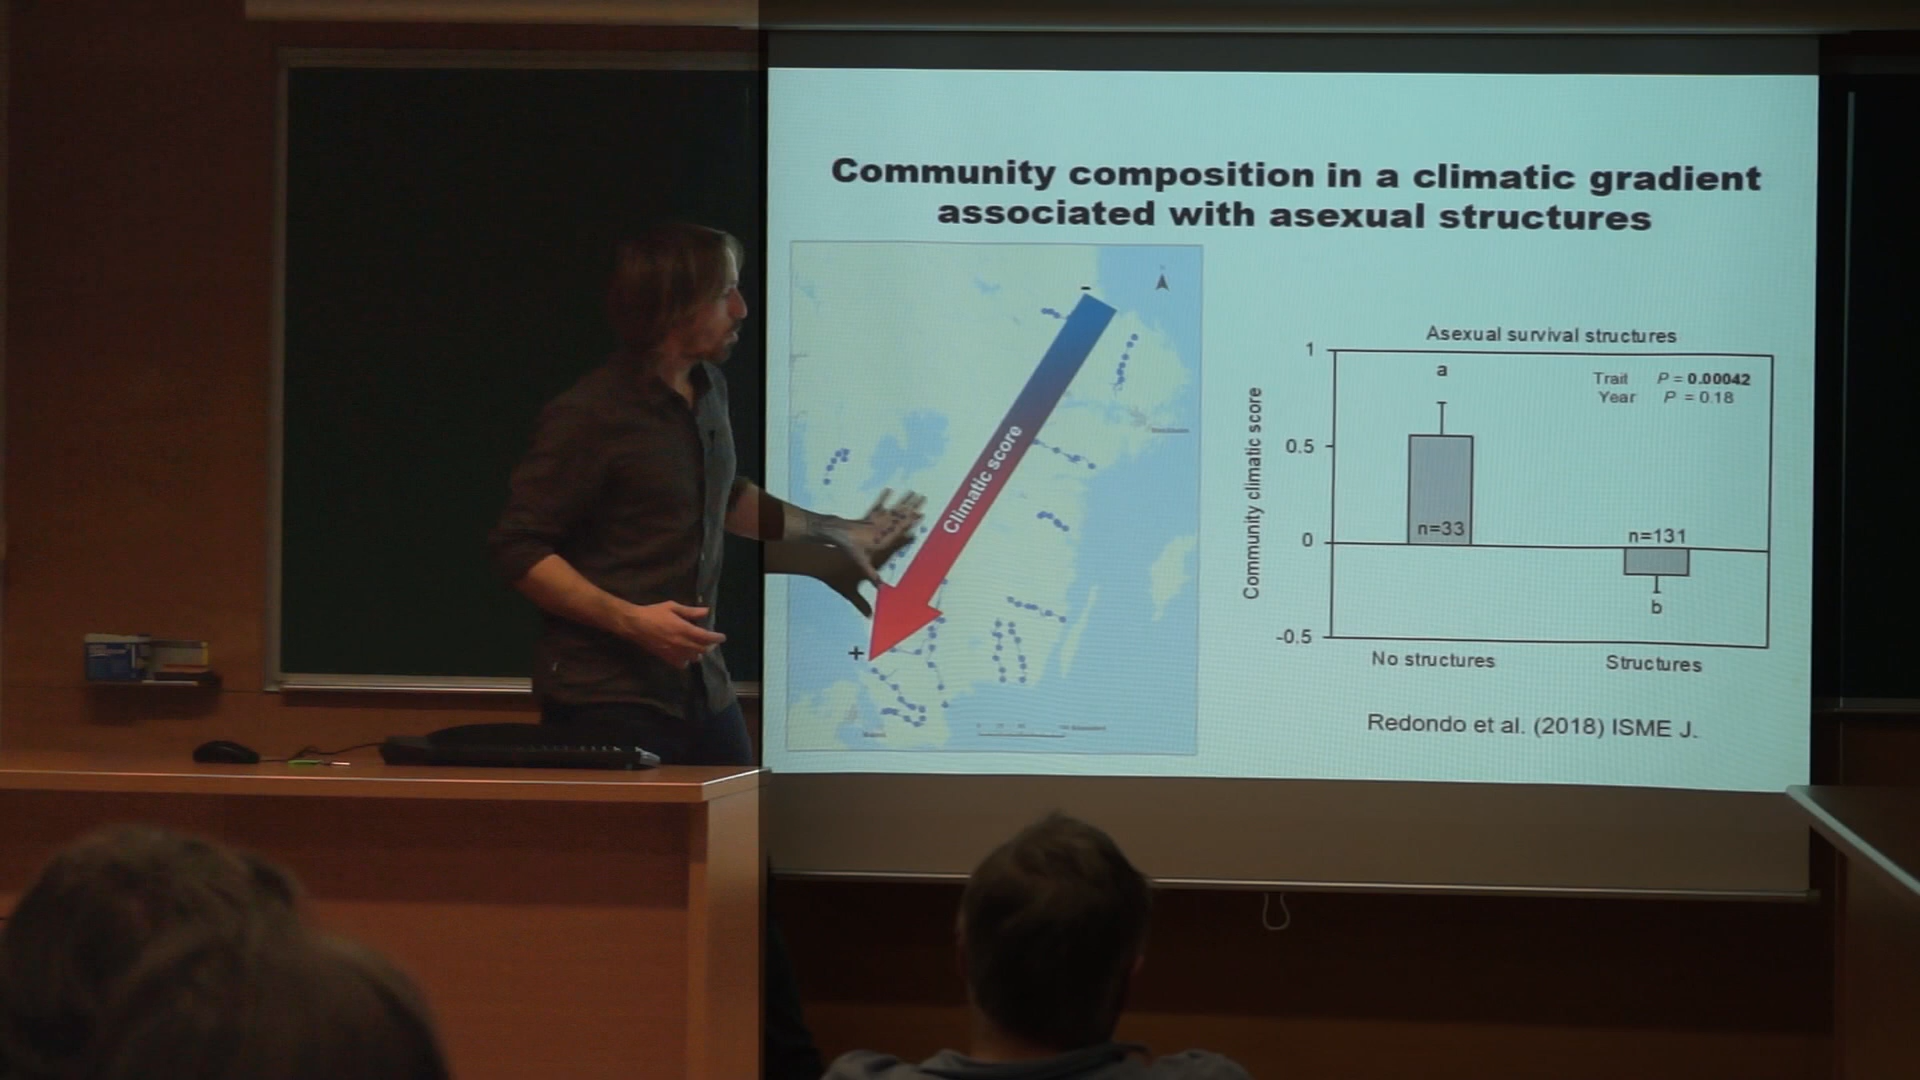 Community composition in a climatic gradient
associated with asexual structures
-
Climatic score
+
Asexual survival structures
1
0.5
0
-0.5
Community climatic score
a
Trait P = 0.00042
Year P = 0.18
n=33
n=131
b
No structures
Structures
Redondo et al. (2018) ISME J.